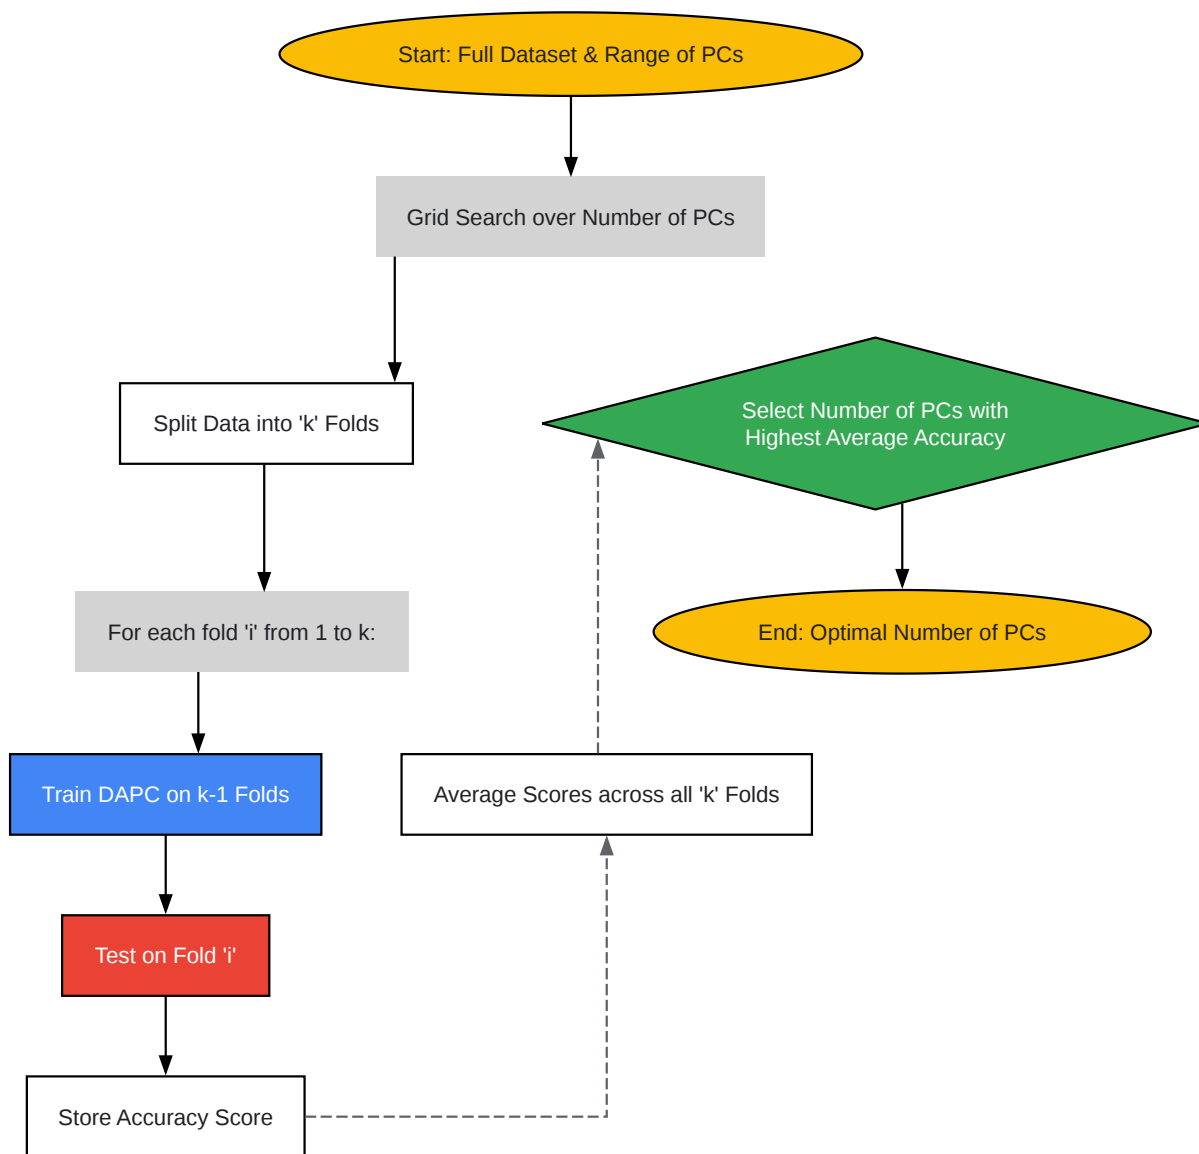 Start: Full Dataset & Range of PCs
Grid Search over Number of PCs
Split Data into 'k' Folds
For each fold 'i' from 1 to k:
Train DAPC on k-1 Folds
Test on Fold 'i'
Store Accuracy Score
Average Scores across all 'k' Folds
Select Number of PCs with
Highest Average Accuracy
End: Optimal Number of PCs